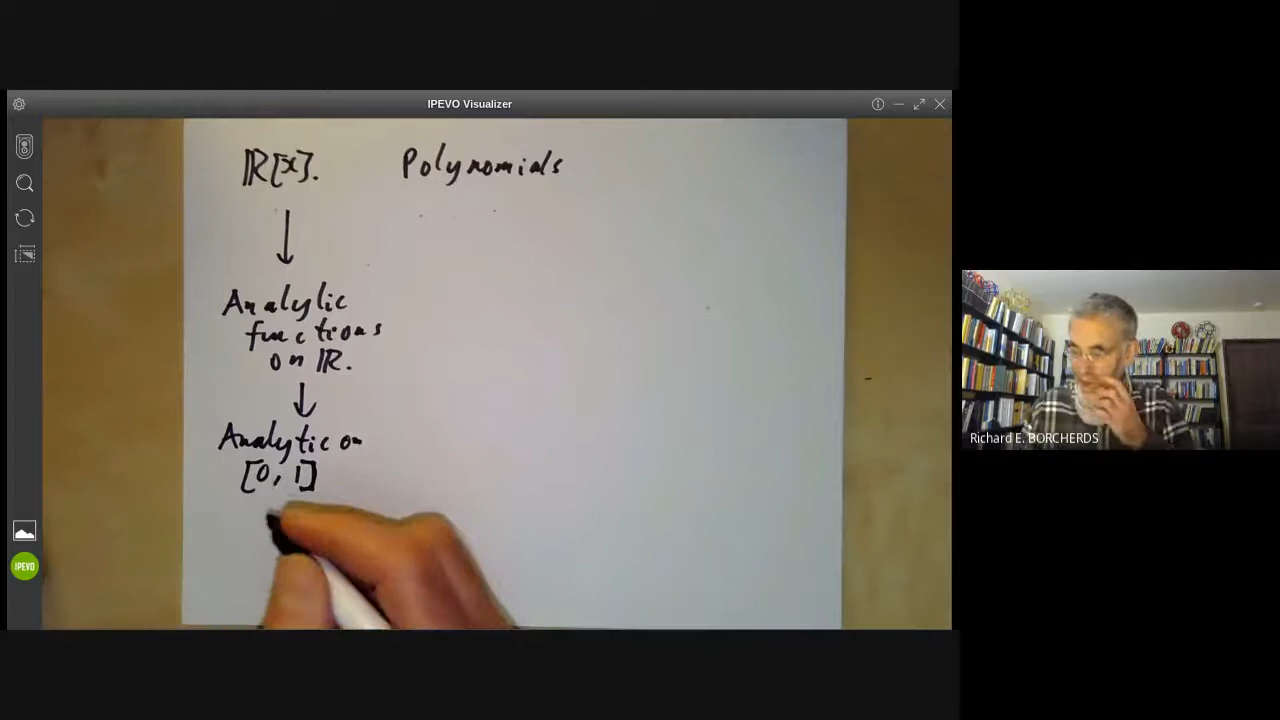 IPEVO Visualizer
ℝ[x]. Polynomials
↓
Analytic
functions
on ℝ.
↓
Analytic on
[0, 1]
Richard E. BORCHERDS
IPEVO